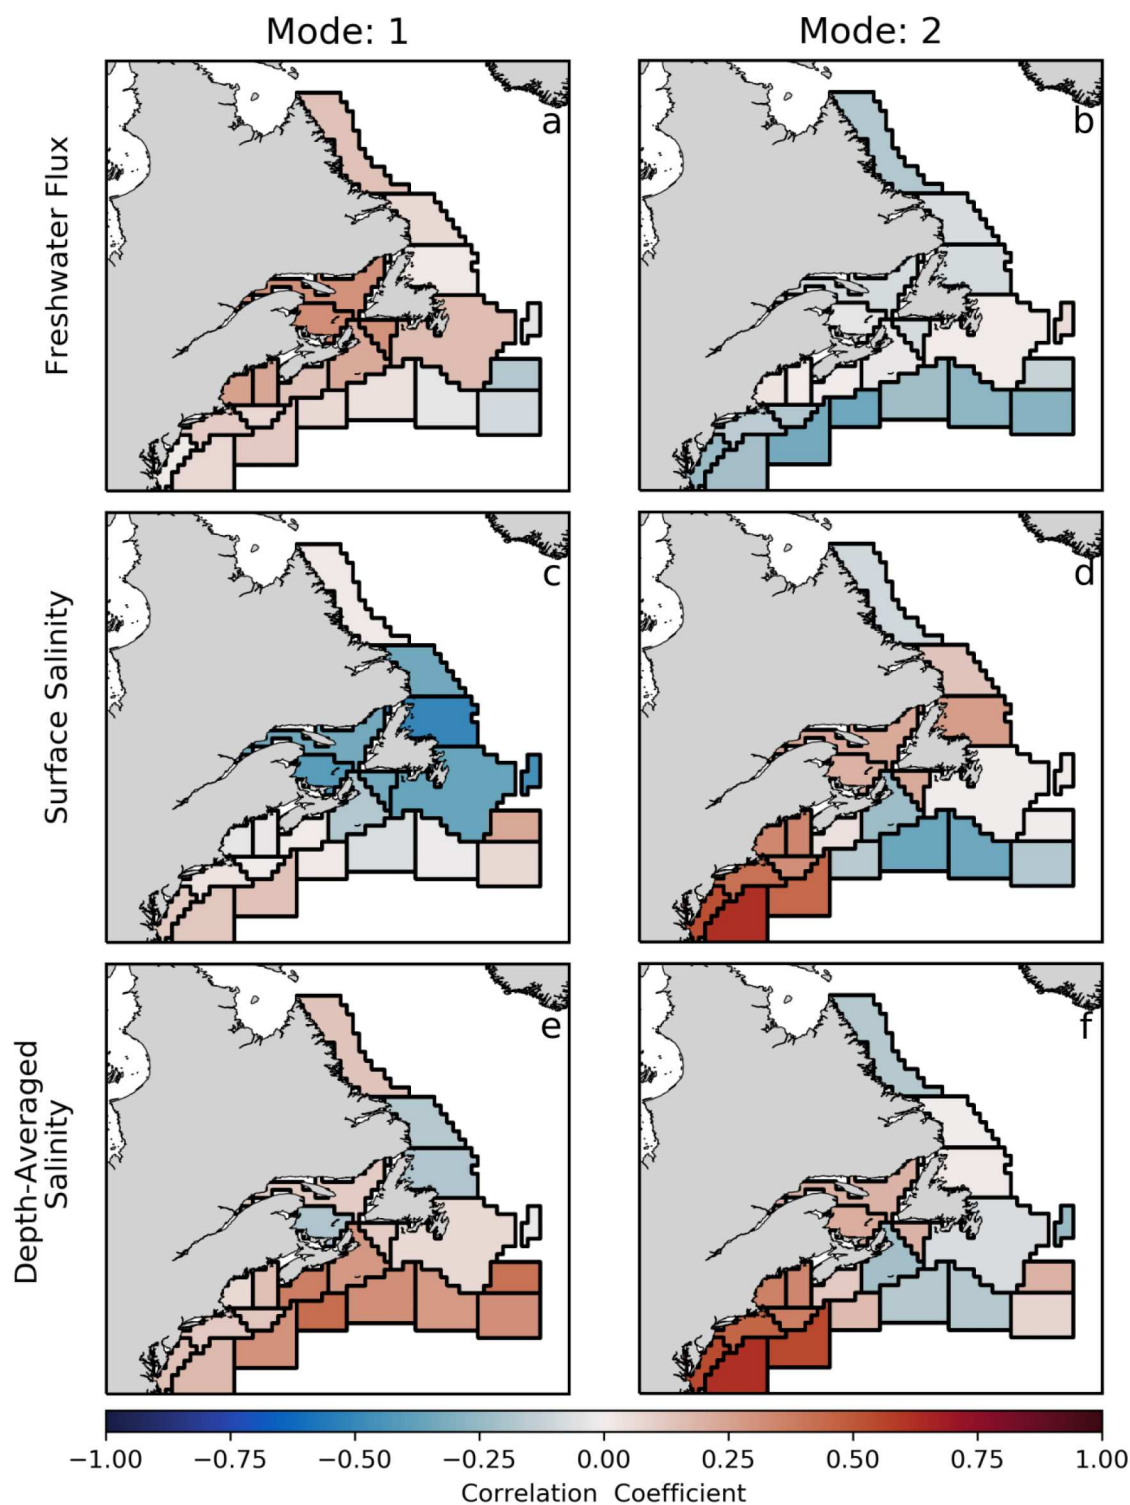 Mode: 1
Mode: 2
Freshwater Flux
a
b
Surface Salinity
c
d
Depth-Averaged
Salinity
e
f
−1.00 −0.75 −0.50 −0.25 0.00 0.25 0.50 0.75 1.00
Correlation Coefficient